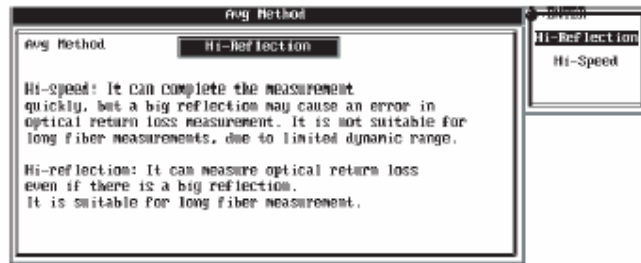 Avg Method
Avg Method Hi-Reflection
Hi-speed: It can complete the measurement
quickly, but a big reflection may cause an error in
optical return loss measurement. It is not suitable for
long fiber measurements, due to limited dynamic range.
Hi-reflection: It can measure optical return loss
even if there is a big reflection.
It is suitable for long fiber measurement.
Hi-Reflection
Hi-Speed